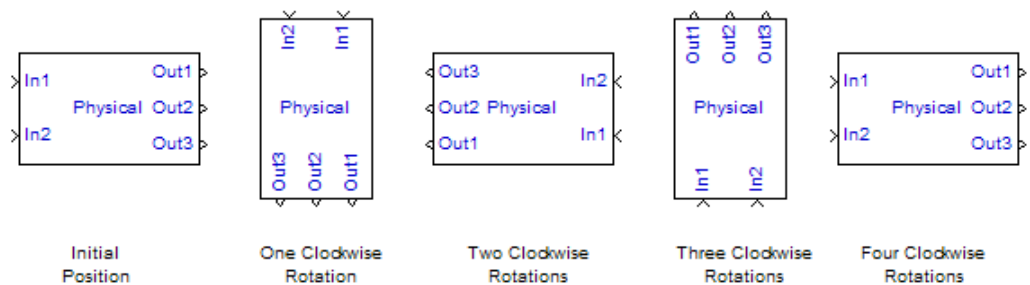 In1
In2
Physical
Out1
Out2
Out3
Initial
Position
In2
In1
Physical
Out3
Out2
Out1
One Clockwise
Rotation
Out3
Out2
Out1
Physical
In2
In1
Two Clockwise
Rotations
Out1
Out2
Out3
Physical
In1
In2
Three Clockwise
Rotations
In1
In2
Physical
Out1
Out2
Out3
Four Clockwise
Rotations